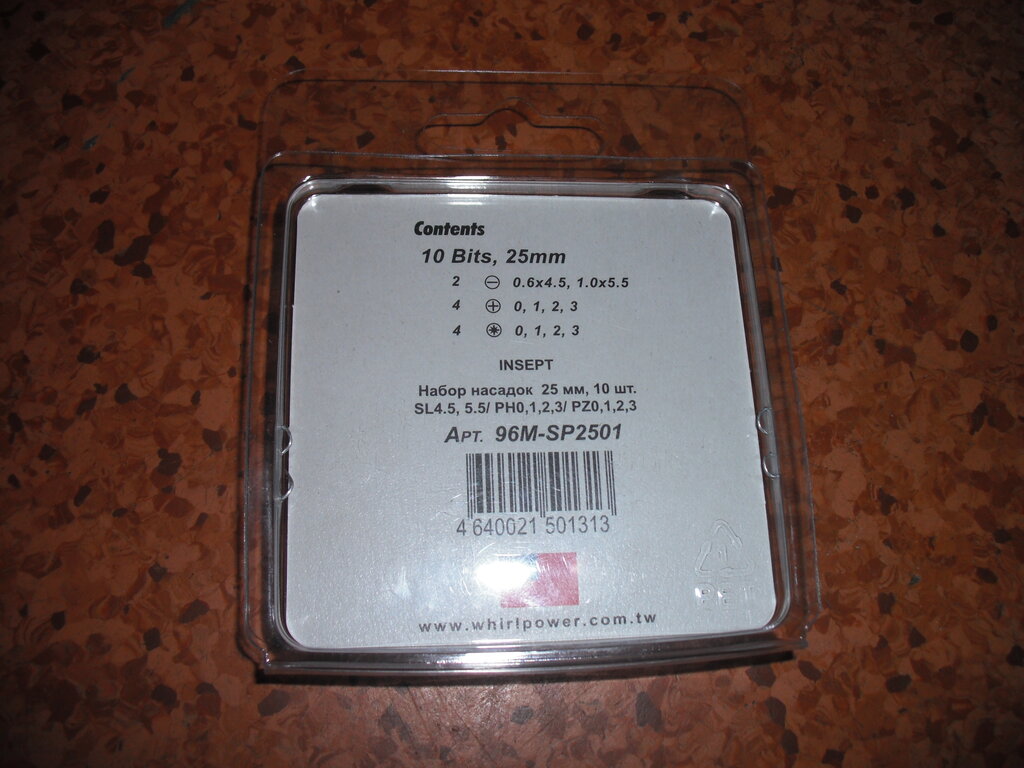 Contents
10 Bits, 25mm
2 0.6x4.5, 1.0x5.5
4 0, 1, 2, 3
4 0, 1, 2, 3
INSEPT
Набор насадок 25 мм, 10 шт.
SL4.5, 5.5/ PH0,1,2,3/ PZ0,1,2,3
Арт. 96M-SP2501
4 640021 501313
PET
www.whirlpower.com.tw